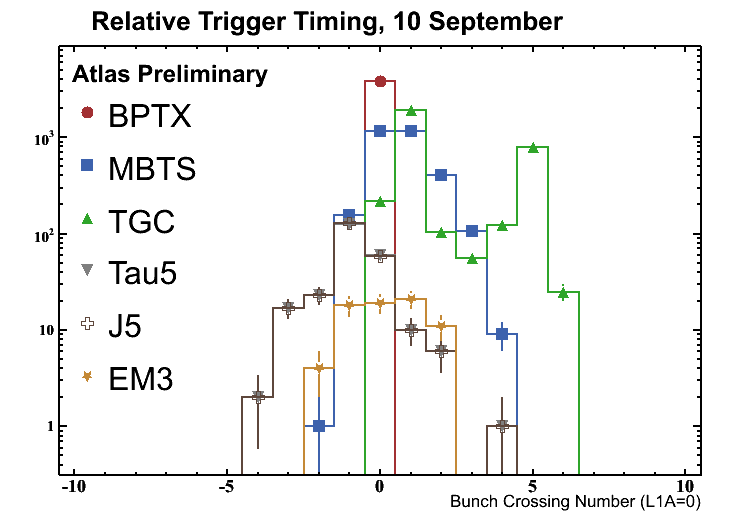 Relative Trigger Timing, 10 September
Atlas Preliminary
BPTX
MBTS
TGC
Tau5
J5
EM3
10³
10²
10
1
-10 -5 0 5 10
Bunch Crossing Number (L1A=0)